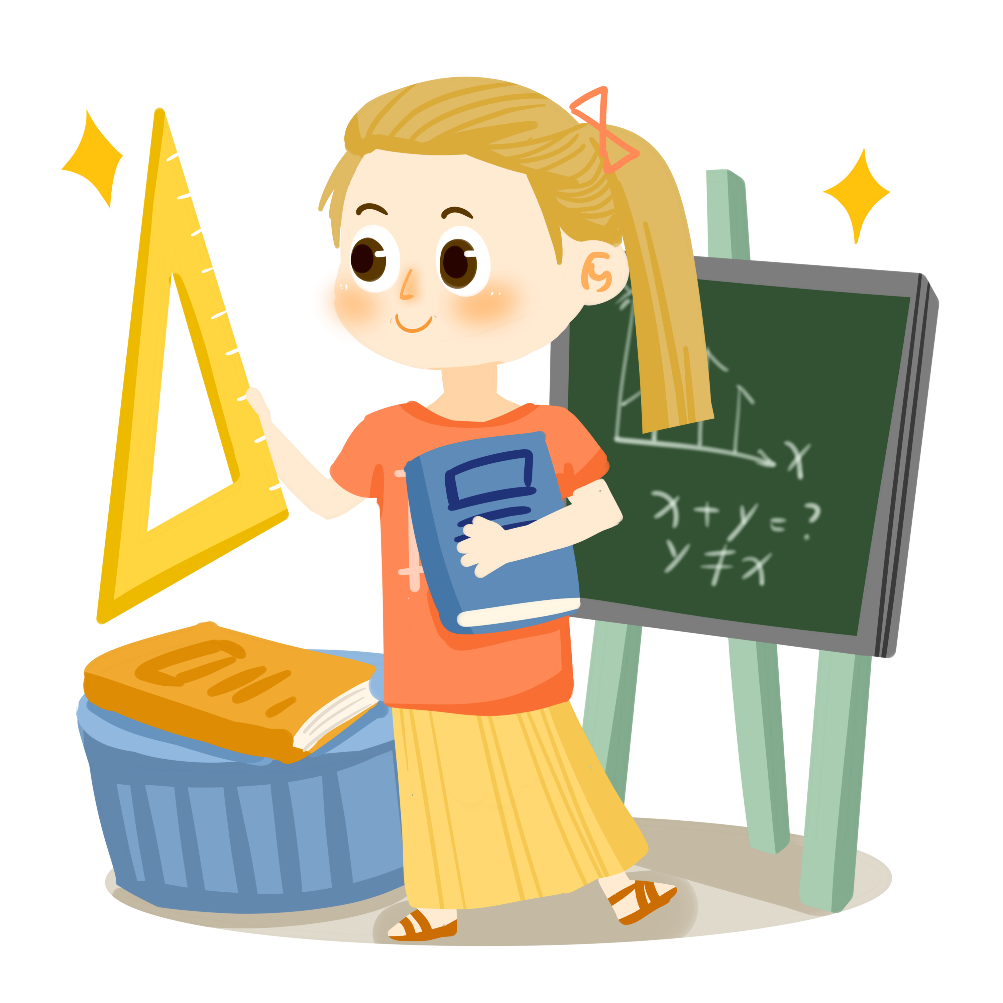 x
x + y = ?
y ≠ x